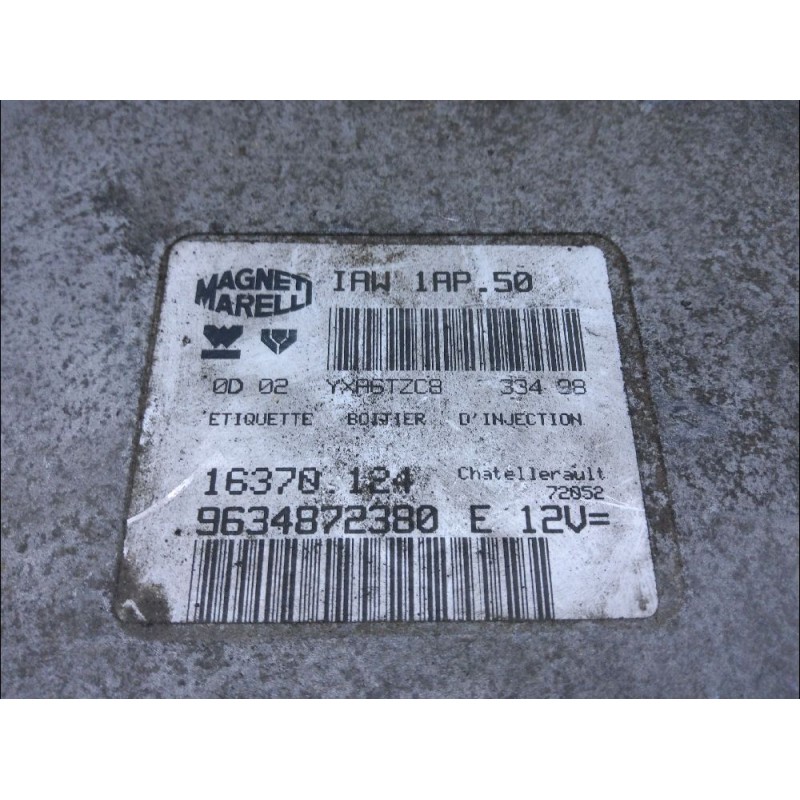 MAGNETI
MARELLI
IAW 1AP.50
0D 02 YXA6TZC8 334 98
ETIQUETTE BOITIER D'INJECTION
16370 124
Chatellerault
72052
9634872380 E 12V=